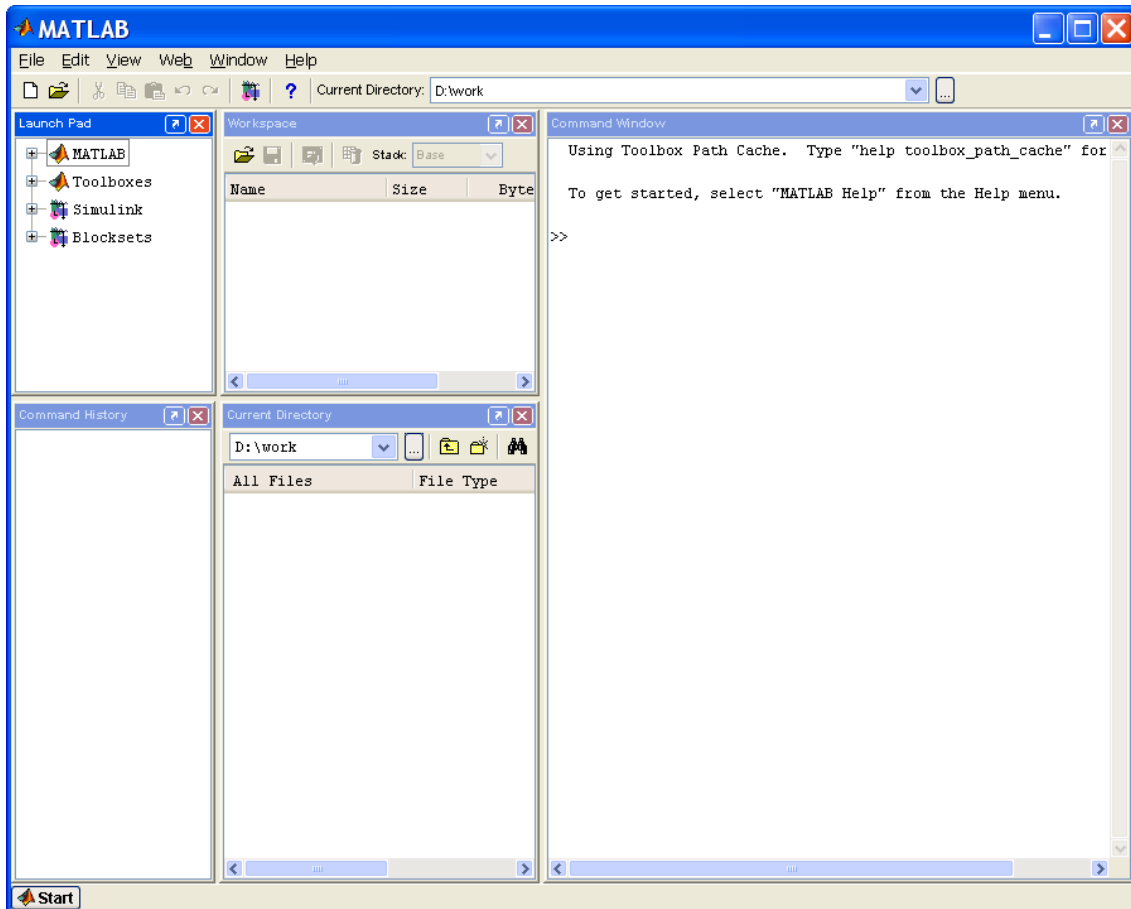 MATLAB
File Edit View Web Window Help
? Current Directory: D:\work ...
Launch Pad
MATLAB
Toolboxes
Simulink
Blocksets
Workspace
Stack: Base
Name Size Byte
Command Window
Using Toolbox Path Cache. Type "help toolbox_path_cache" for
To get started, select "MATLAB Help" from the Help menu.
>>
Command History
Current Directory
D:\work ...
All Files File Type
Start